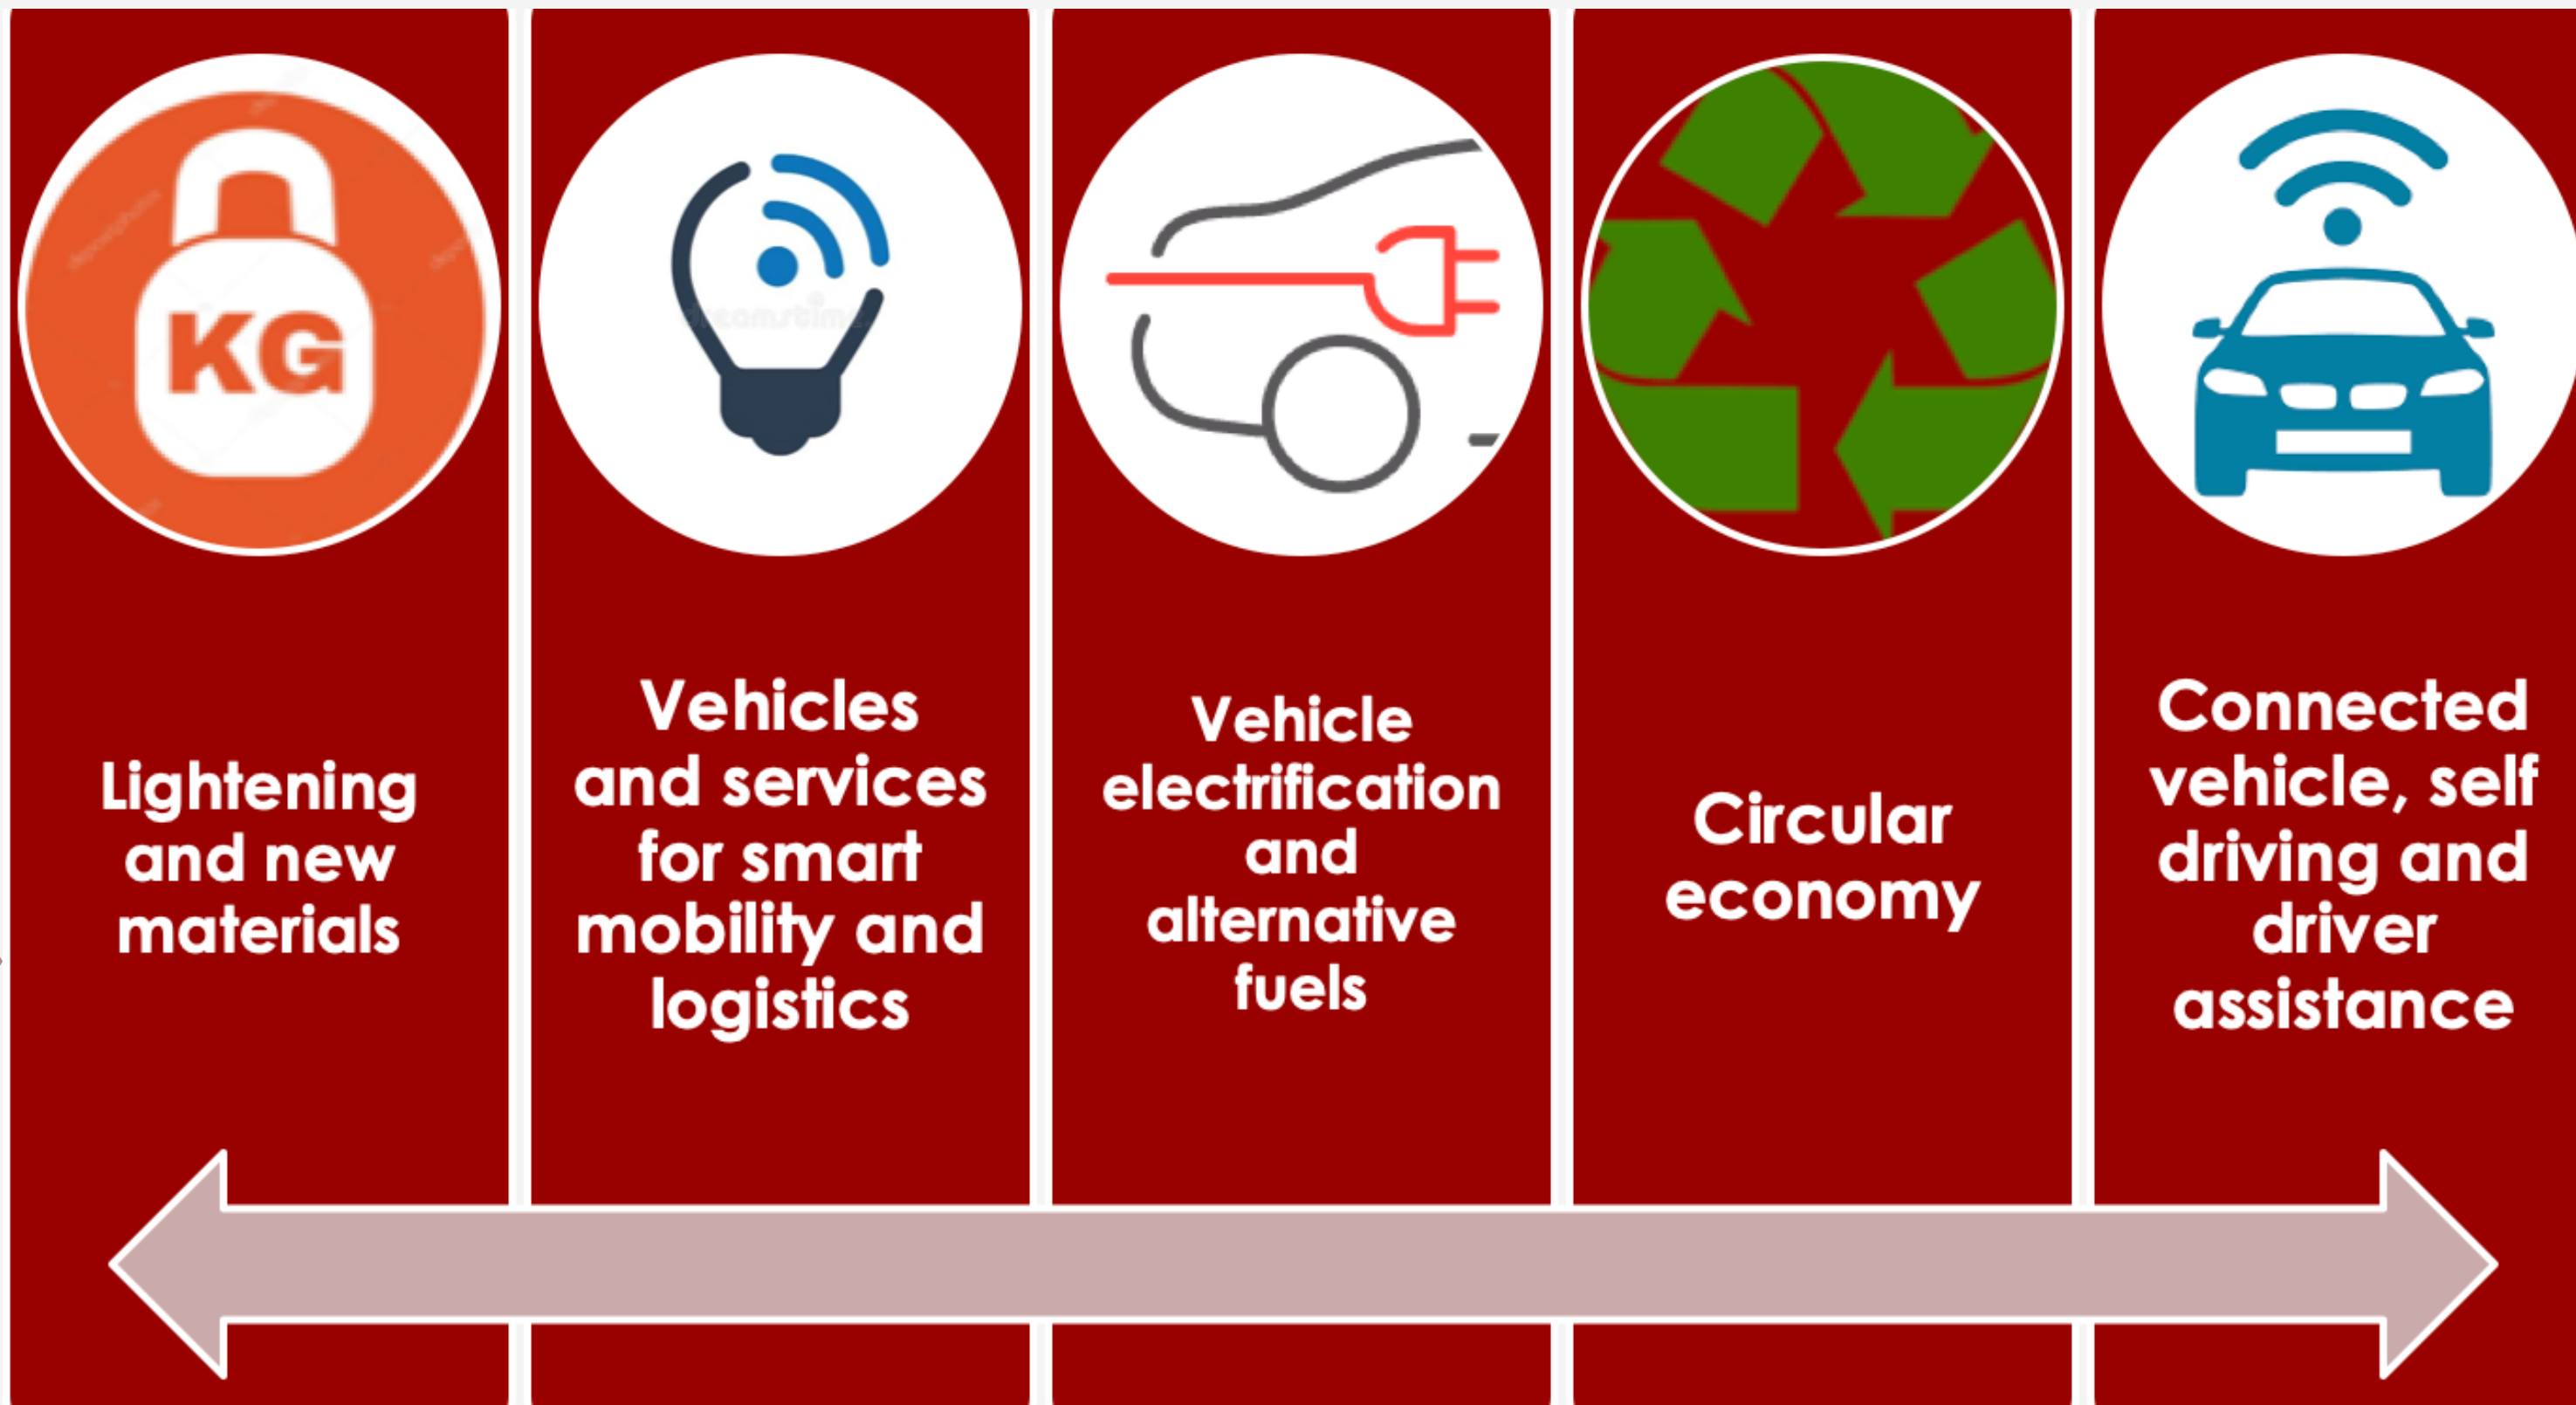 KG
dreamstime
Lightening
and new
materials
Vehicles
and services
for smart
mobility and
logistics
Vehicle
electrification
and
alternative
fuels
Circular
economy
Connected
vehicle, self
driving and
driver
assistance